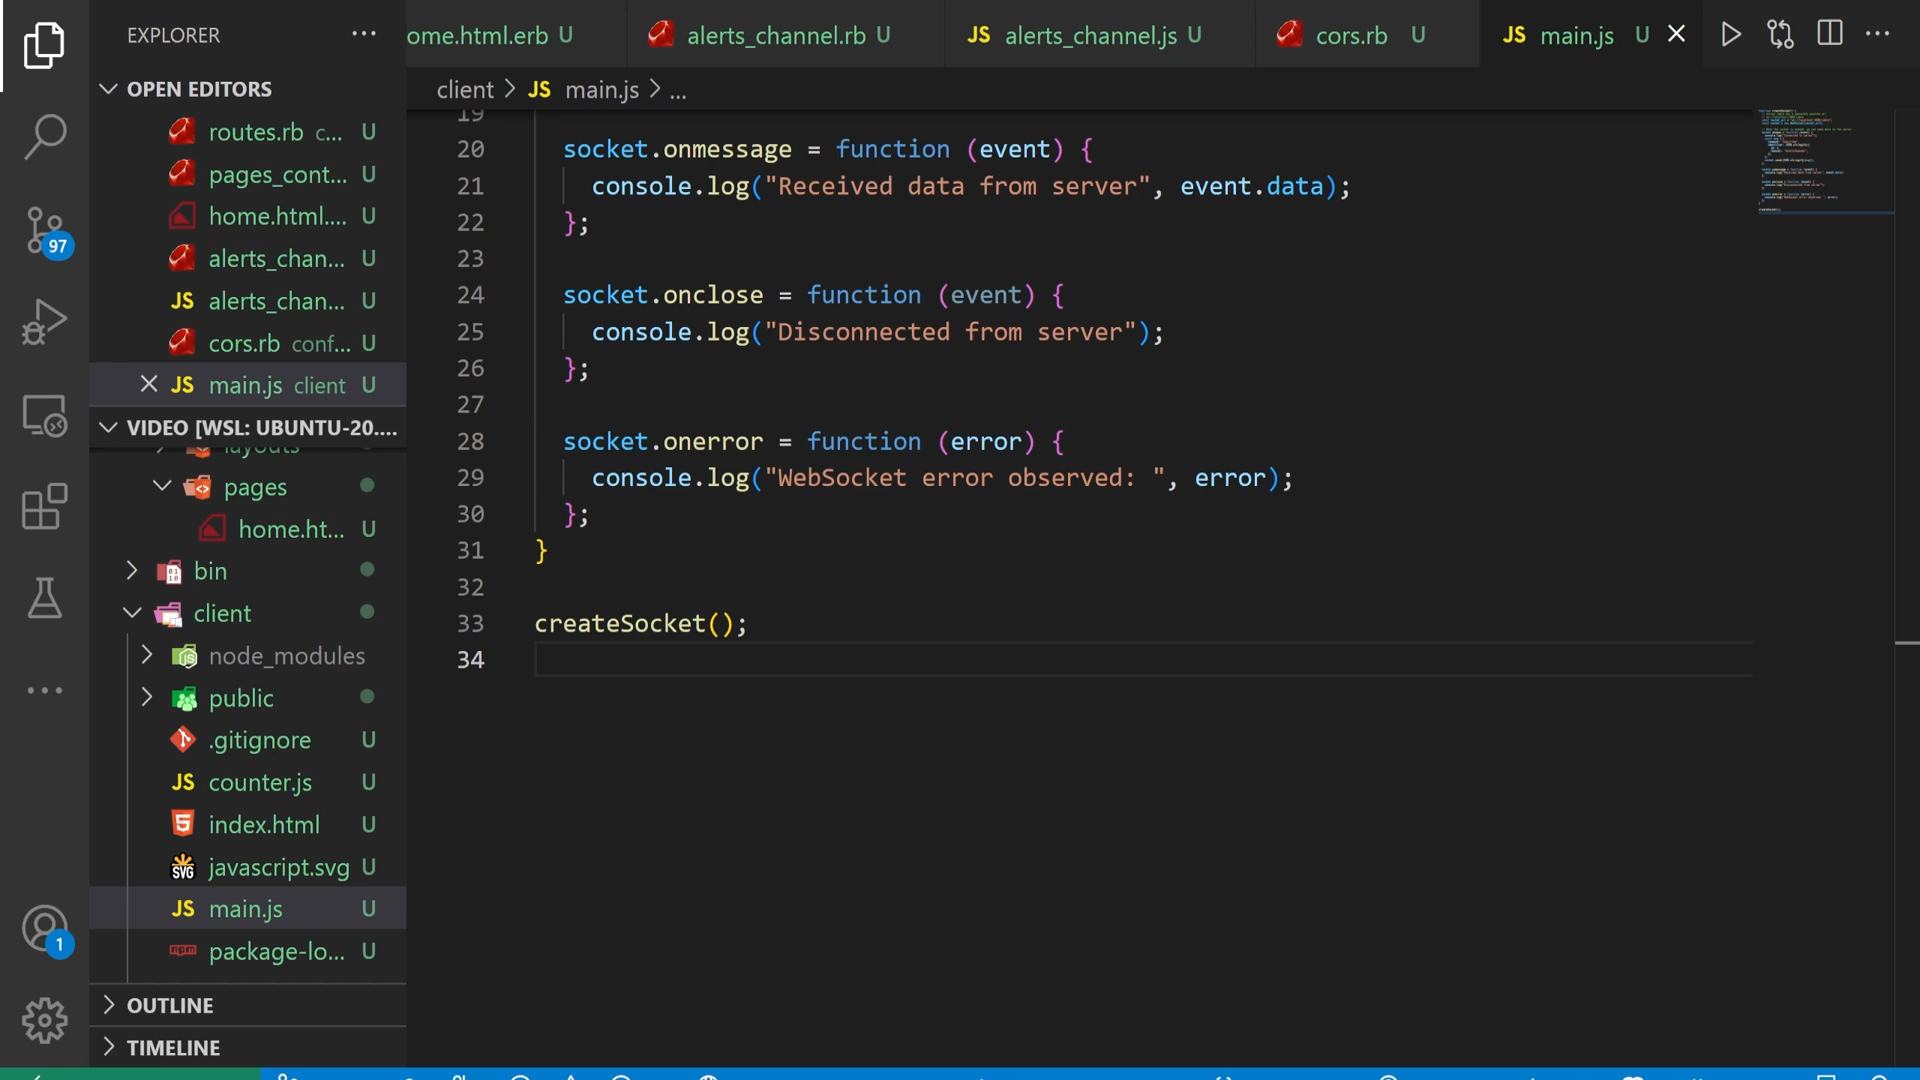 EXPLORER
OPEN EDITORS
routes.rb c... U
pages_cont... U
home.html.... U
alerts_chan... U
JS alerts_chan... U
cors.rb conf... U
JS main.js client U
VIDEO [WSL: UBUNTU-20....
layouts
pages
home.ht... U
bin
client
node_modules
public
.gitignore U
JS counter.js U
index.html U
SVG javascript.svg U
JS main.js U
npm package-lo... U
OUTLINE
TIMELINE
97
1
ome.html.erb U
alerts_channel.rb U
JS alerts_channel.js U
cors.rb U
JS main.js U
client > JS main.js > ...
19
20 socket.onmessage = function (event) {
21 console.log("Received data from server", event.data);
22 };
23
24 socket.onclose = function (event) {
25 console.log("Disconnected from server");
26 };
27
28 socket.onerror = function (error) {
29 console.log("WebSocket error observed: ", error);
30 };
31 }
32
33 createSocket();
34